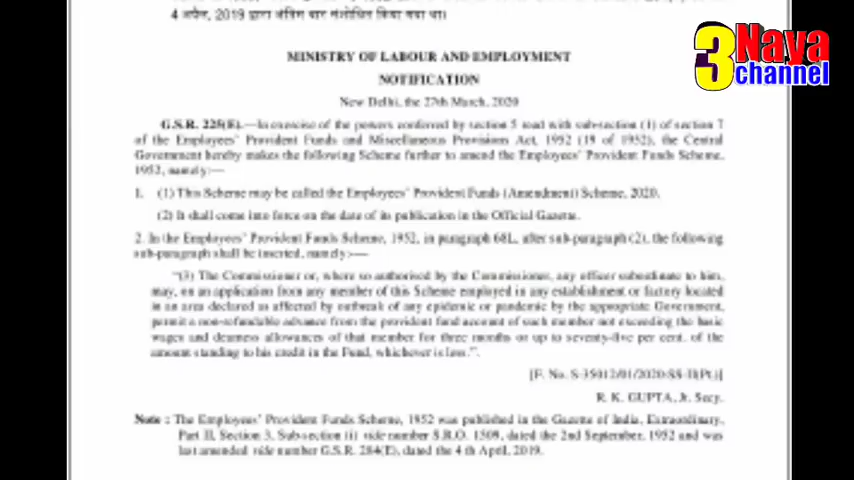 4 अप्रैल, 2019 द्वारा अंतिम बार संशोधित किया गया था।
3 Naya channel
MINISTRY OF LABOUR AND EMPLOYMENT
NOTIFICATION
New Delhi, the 27th March, 2020
G.S.R. 225(E).—In exercise of the powers conferred by section 5 read with sub-section (1) of section 7
of the Employees' Provident Funds and Miscellaneous Provisions Act, 1952 (19 of 1952), the Central
Government hereby makes the following Scheme further to amend the Employees' Provident Funds Scheme,
1952, namely:—
1. (1) This Scheme may be called the Employees' Provident Funds (Amendment) Scheme, 2020.
(2) It shall come into force on the date of its publication in the Official Gazette.
2. In the Employees' Provident Funds Scheme, 1952, in paragraph 68L, after sub-paragraph (2), the following
sub-paragraph shall be inserted, namely:—
"(3) The Commissioner or, where so authorised by the Commissioner, any officer subordinate to him,
may, on an application from any member of this Scheme employed in any establishment or factory located
in an area declared as affected by outbreak of any epidemic or pandemic by the appropriate Government,
permit a non-refundable advance from the provident fund account of such member not exceeding the basic
wages and dearness allowances of that member for three months or up to seventy-five per cent. of the
amount standing to his credit in the Fund, whichever is less.".
[F. No. S-35012/01/2020-SS-II(Pt.)]
R. K. GUPTA, Jt. Secy.
Note : The Employees' Provident Funds Scheme, 1952 was published in the Gazette of India, Extraordinary,
Part II, Section 3, Sub-section (i) vide number S.R.O. 1509, dated the 2nd September, 1952 and was
last amended vide number G.S.R. 284(E), dated the 4 th April, 2019.